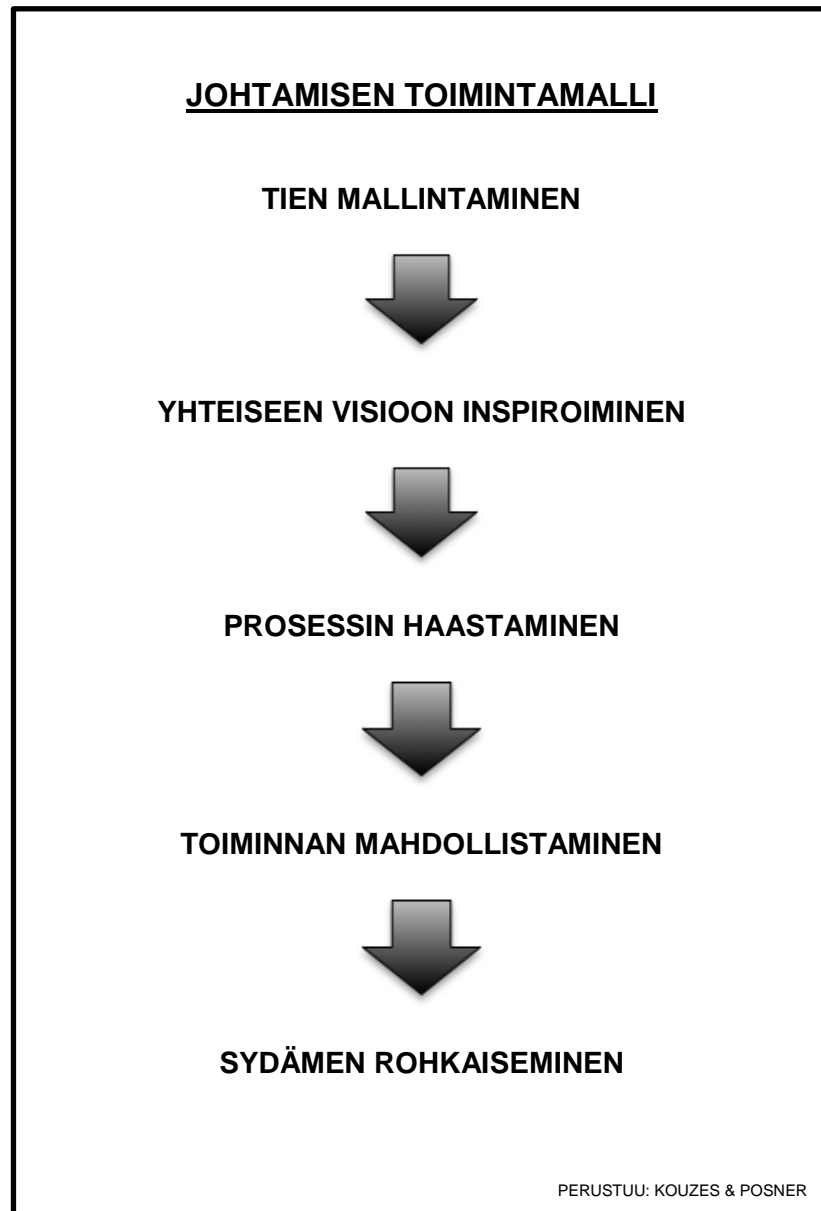 JOHTAMISEN TOIMINTAMALLI
TIEN MALLINTAMINEN
YHTEISEEN VISIOON INSPIROIMINEN
PROSESSIN HAASTAMINEN
TOIMINNAN MAHDOLLISTAMINEN
SYDÄMEN ROHKAISEMINEN
PERUSTUU: KOUZES & POSNER